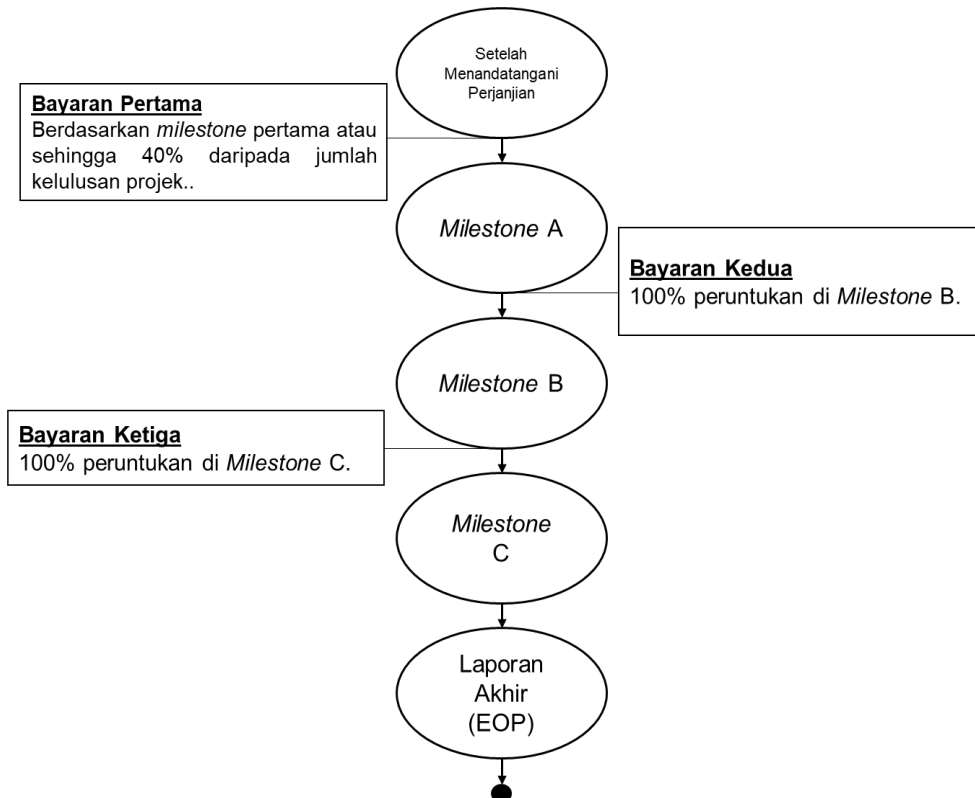 Setelah
Menandatangani
Perjanjian
Bayaran Pertama
Berdasarkan milestone pertama atau
sehingga 40% daripada jumlah
kelulusan projek..
Milestone A
Bayaran Kedua
100% peruntukan di Milestone B.
Milestone B
Bayaran Ketiga
100% peruntukan di Milestone C.
Milestone
C
Laporan
Akhir
(EOP)